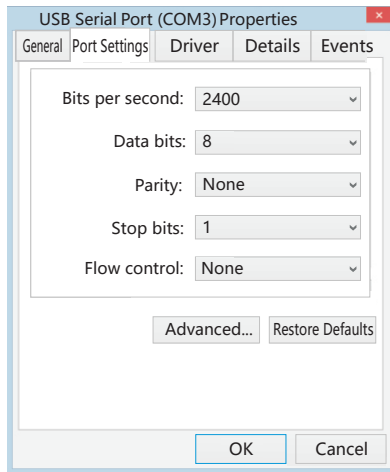 USB Serial Port (COM3) Properties
General Port Settings Driver Details Events
Bits per second: 2400
Data bits: 8
Parity: None
Stop bits: 1
Flow control: None
Advanced... Restore Defaults
OK Cancel